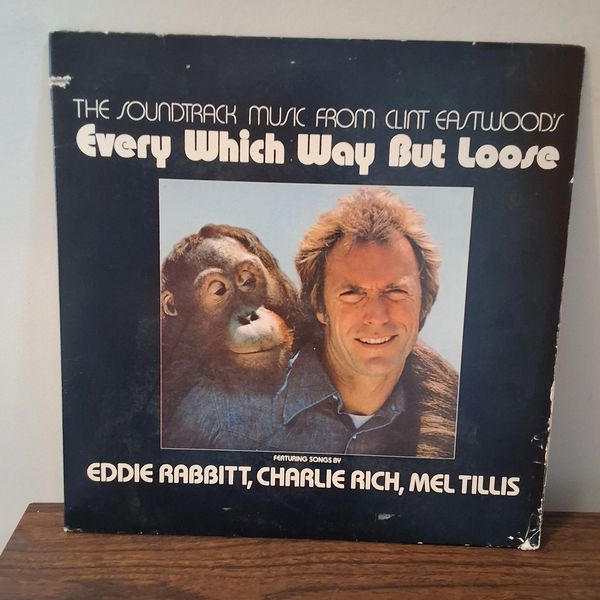 THE SOUNDTRACK MUSIC FROM CLINT EASTWOOD'S
Every Which Way But Loose
FEATURING SONGS BY
EDDIE RABBITT, CHARLIE RICH, MEL TILLIS